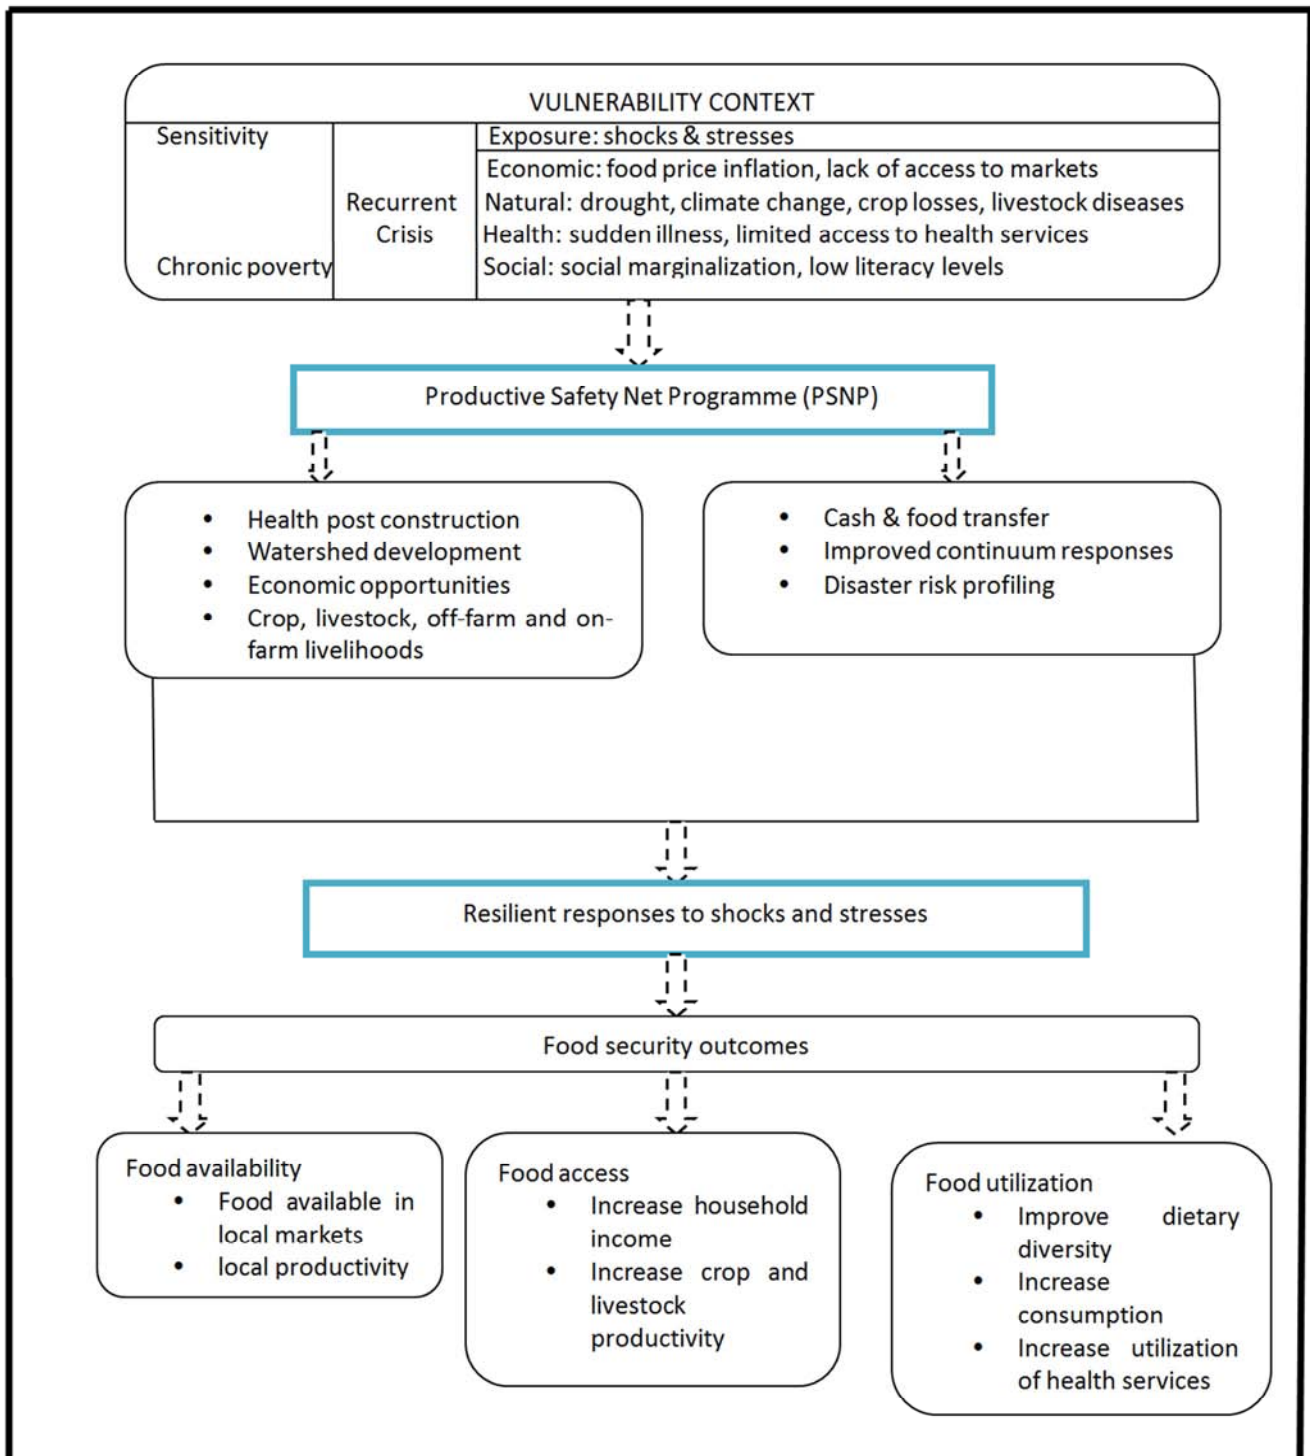 VULNERABILITY CONTEXT
Sensitivity
Chronic poverty
Recurrent
Crisis
Exposure: shocks & stresses
Economic: food price inflation, lack of access to markets
Natural: drought, climate change, crop losses, livestock diseases
Health: sudden illness, limited access to health services
Social: social marginalization, low literacy levels
Productive Safety Net Programme (PSNP)
• Health post construction
• Watershed development
• Economic opportunities
• Crop, livestock, off-farm and on-
farm livelihoods
• Cash & food transfer
• Improved continuum responses
• Disaster risk profiling
Resilient responses to shocks and stresses
Food security outcomes
Food availability
• Food available in
local markets
• local productivity
Food access
• Increase household
income
• Increase crop and
livestock
productivity
Food utilization
• Improve dietary
diversity
• Increase
consumption
• Increase utilization
of health services